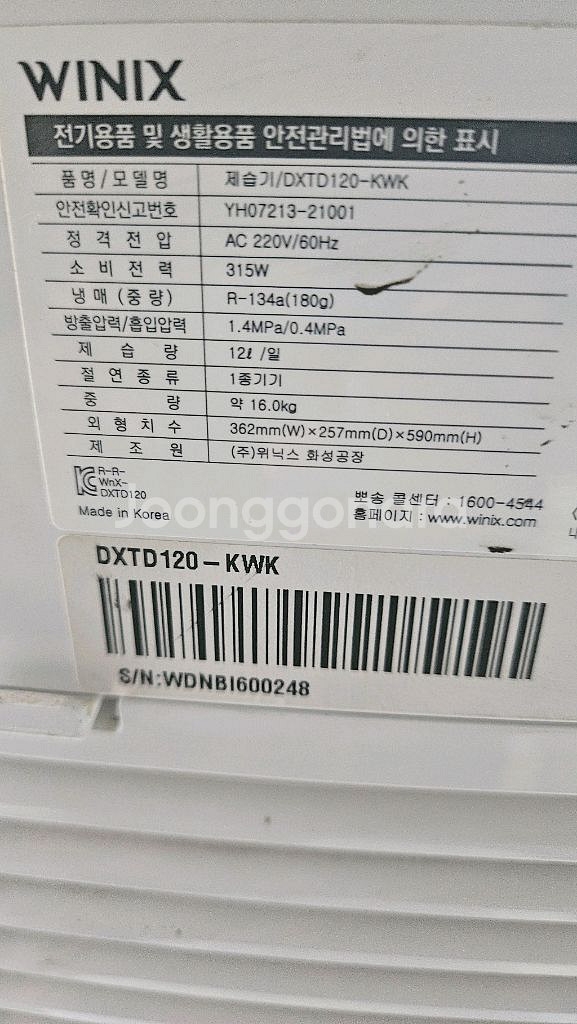 WINIX
전기용품 및 생활용품 안전관리법에 의한 표시
품명/모델명 제습기/DXTD120-KWK
안전확인신고번호 YH07213-21001
정격전압 AC 220V/60Hz
소비전력 315W
냉매(중량) R-134a(180g)
방출압력/흡입압력 1.4MPa/0.4MPa
제습량 12ℓ/일
절연종류 1종기기
중량 약 16.0kg
외형치수 362mm(W)×257mm(D)×590mm(H)
제조원 (주)위닉스 화성공장
R-R-
WnX-
DXTD120
Made in Korea
뽀송 콜센터 : 1600-4544
홈페이지 : www.winix.com
Joonggonara
DXTD120-KWK
S/N:WDNBI600248